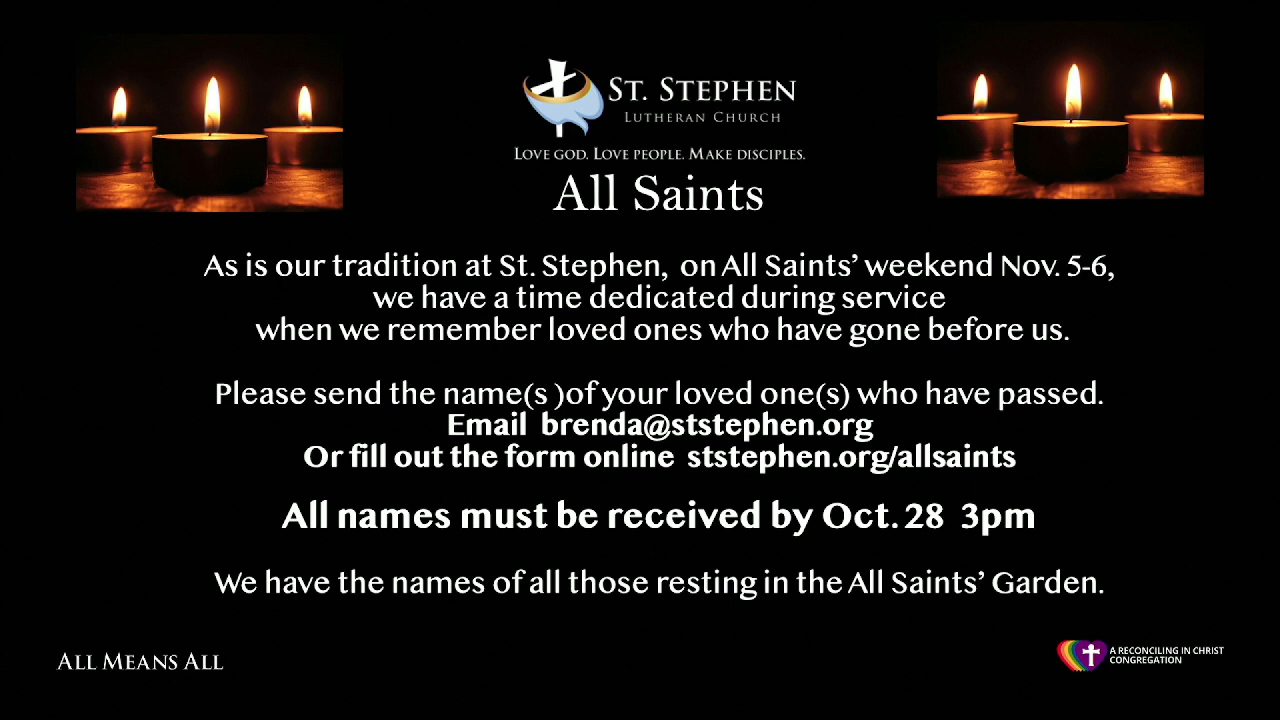 St. Stephen
Lutheran Church
Love god. Love people. Make disciples.
All Saints
As is our tradition at St. Stephen, on All Saints’ weekend Nov. 5-6,
we have a time dedicated during service
when we remember loved ones who have gone before us.
Please send the name(s )of your loved one(s) who have passed.
Email brenda@ststephen.org
Or fill out the form online ststephen.org/allsaints
All names must be received by Oct. 28 3pm
We have the names of all those resting in the All Saints’ Garden.
All Means All
A RECONCILING IN CHRIST
CONGREGATION